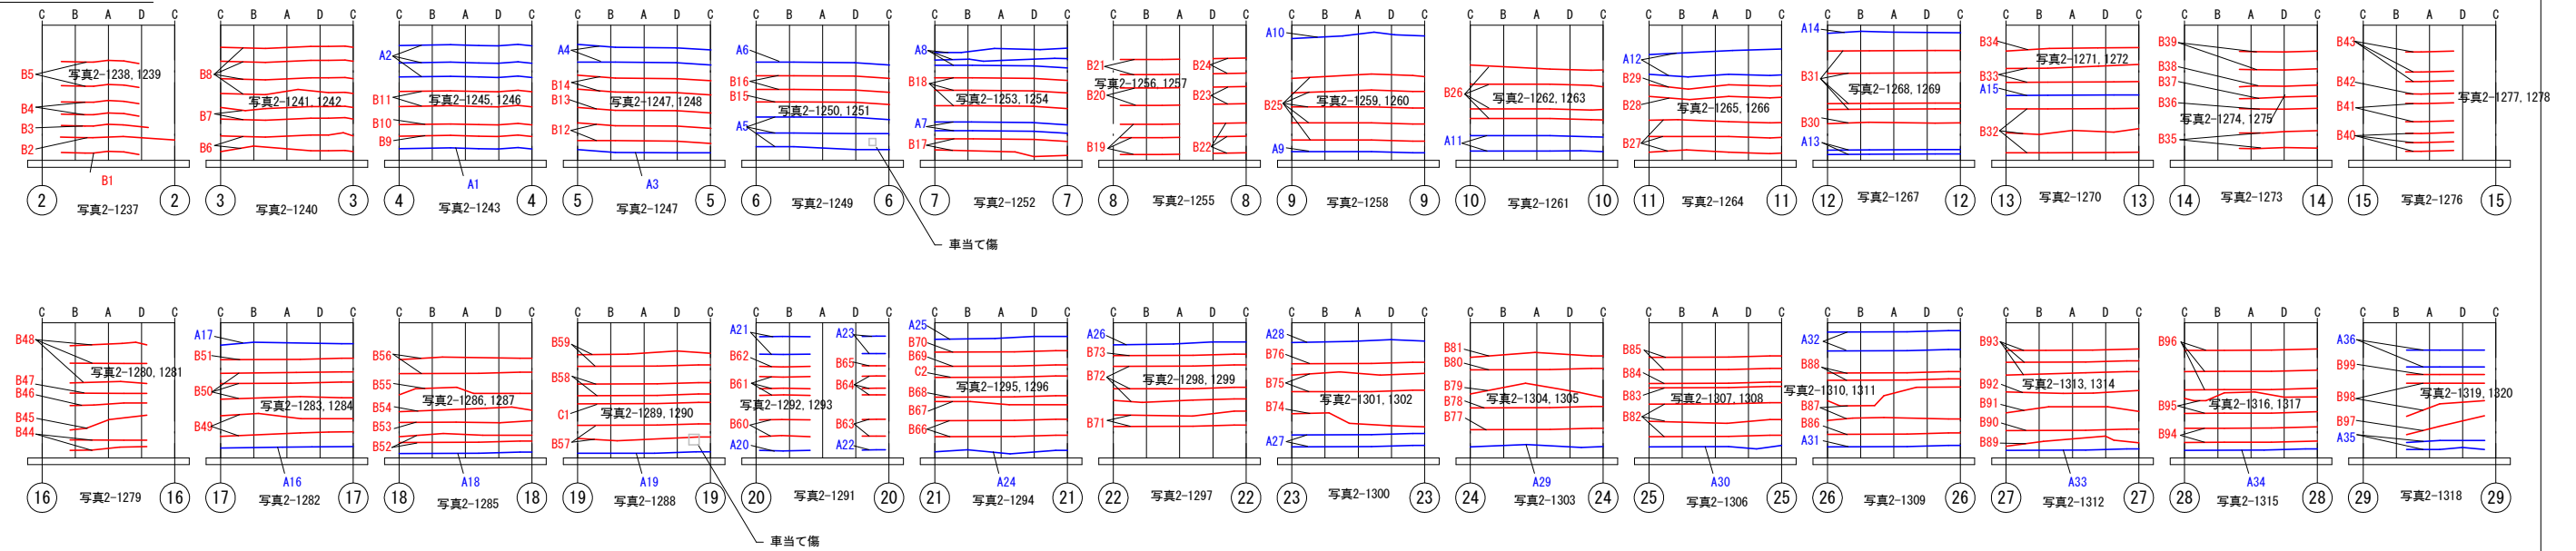 C B A D C C B A D C C B A D C C B A D C C B A D C C B A D C C B A D C C B A D C C B A D C C B A D C C B A D C C B A D C C B A D C C B A D C
B5 写真2-1238, 1239 B4 B3 B2 B1
B8 写真2-1241, 1242 B7 B6
A2 B11 写真2-1245, 1246 B10 B9 A1
A4 B14 B13 写真2-1247, 1248 B12 A3
A6 B16 B15 写真2-1250, 1251 A5
A8 B18 写真2-1253, 1254 A7 B17
B21 B24 写真2-1256, 1257 B20 B23 B19 B22
A10 B25 写真2-1259, 1260 A9
B26 写真2-1262, 1263 A11
A12 B29 B28 写真2-1265, 1266 B27
A14 B31 写真2-1268, 1269 B30 A13
B34 写真2-1271, 1272 B33 A15 B32
B39 B38 B37 B36 写真2-1274, 1275 B35
B43 B42 写真2-1277, 1278 B41 B40
2 写真2-1237 2 3 写真2-1240 3 4 写真2-1243 4 5 写真2-1247 5 6 写真2-1249 6 7 写真2-1252 7 8 写真2-1255 8 9 写真2-1258 9 10 写真2-1261 10 11 写真2-1264 11 12 写真2-1267 12 13 写真2-1270 13 14 写真2-1273 14 15 写真2-1276 15
車当て傷
C B A D C C B A D C C B A D C C B A D C C B A D C C B A D C C B A D C C B A D C C B A D C C B A D C C B A D C C B A D C C B A D C C B A D C
B48 写真2-1280, 1281 B47 B46 B45 B44
A17 B51 B50 写真2-1283, 1284 B49 A16
B56 B55 写真2-1286, 1287 B54 B53 B52 A18
B59 B58 C1 写真2-1289, 1290 B57 A19
A21 A23 B62 B65 B61 B64 写真2-1292, 1293 B60 B63 A20 A22
A25 B70 B69 C2 写真2-1295, 1296 B68 B67 B66 A24
A26 B73 B72 写真2-1298, 1299 B71
A28 B76 B75 写真2-1301, 1302 B74 A27
B81 B80 B79 写真2-1304, 1305 B78 B77 A29
B85 B84 B83 写真2-1307, 1308 B82 A30
A32 B88 写真2-1310, 1311 B87 B86 A31
B93 B92 写真2-1313, 1314 B91 B90 B89 A33
B96 B95 写真2-1316, 1317 B94 A34
A36 B99 写真2-1319, 1320 B98 B97 A35
16 写真2-1279 16 17 写真2-1282 17 18 写真2-1285 18 19 写真2-1288 19 20 写真2-1291 20 21 写真2-1294 21 22 写真2-1297 22 23 写真2-1300 23 24 写真2-1303 24 25 写真2-1306 25 26 写真2-1309 26 27 写真2-1312 27 28 写真2-1315 28 29 写真2-1318 29
車当て傷